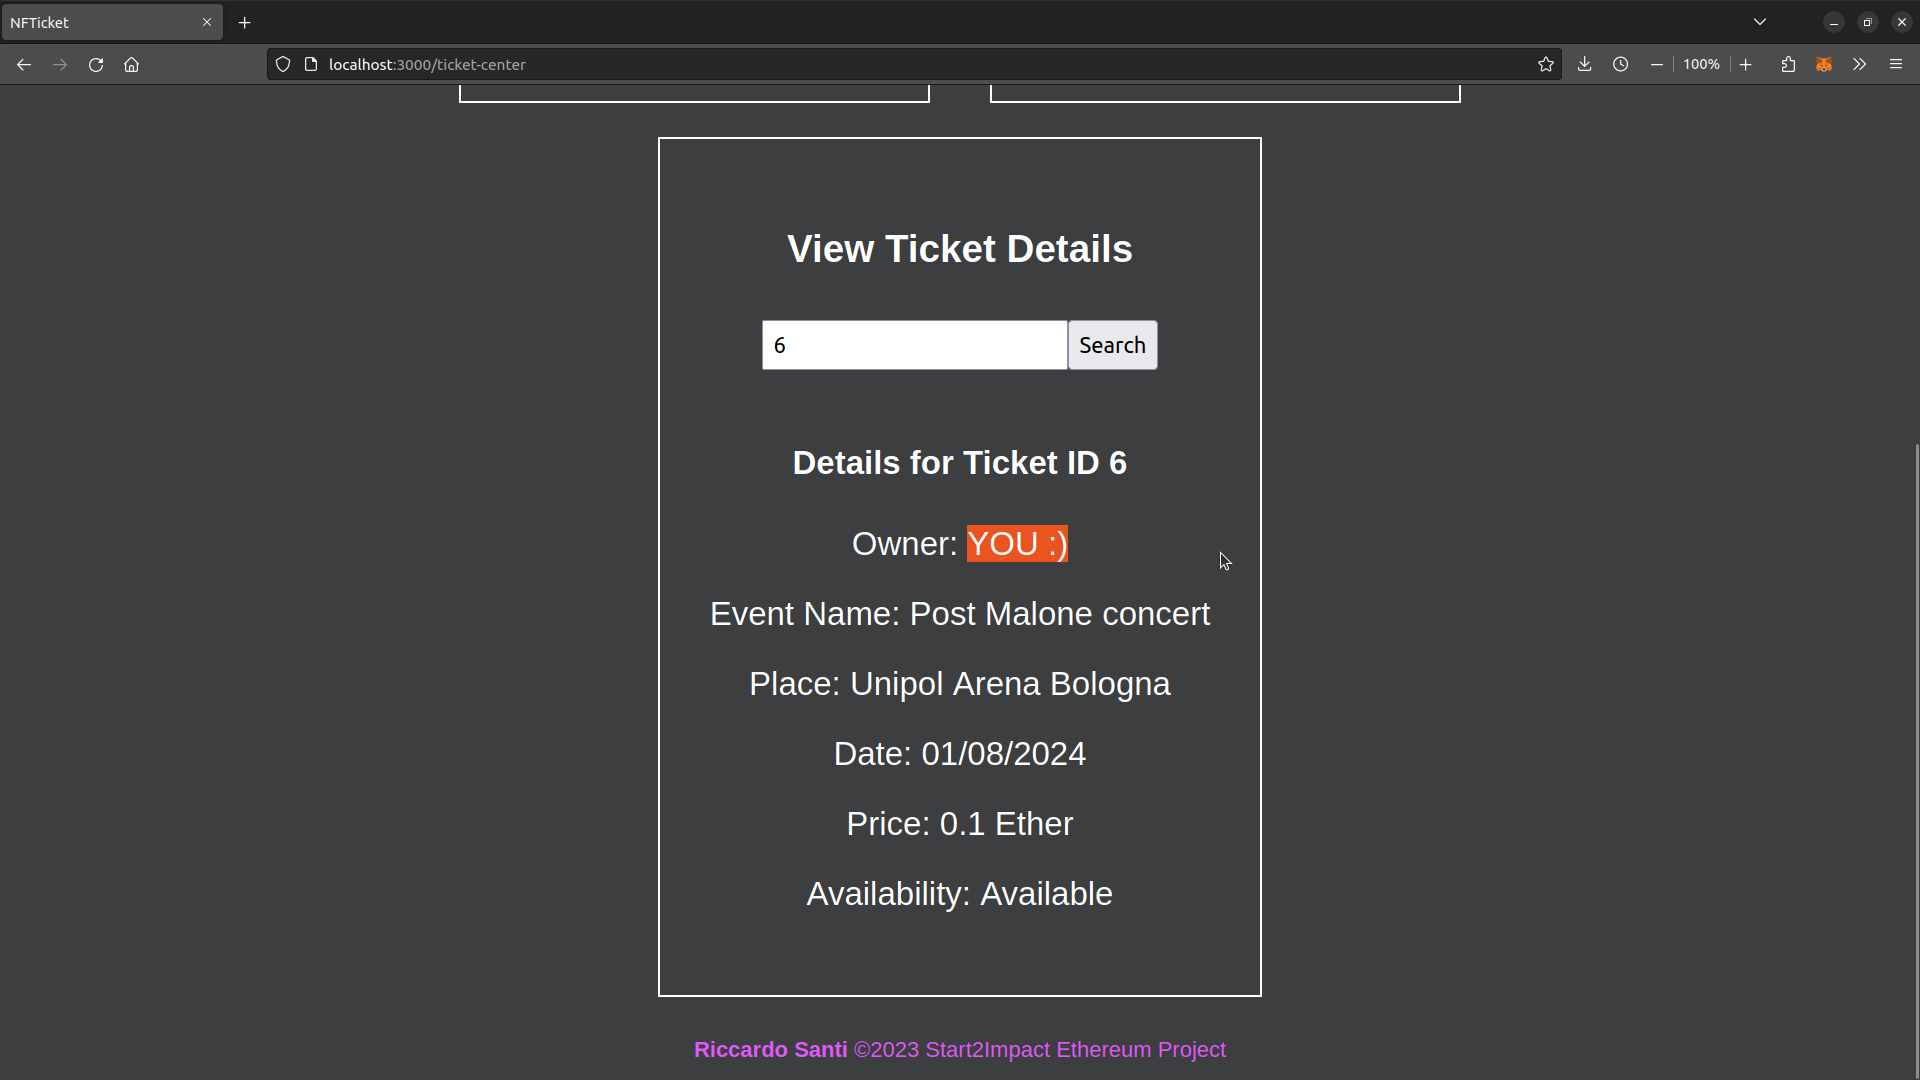 NFTicket
localhost:3000/ticket-center
100%
View Ticket Details
6
Search
Details for Ticket ID 6
Owner: YOU :)
Event Name: Post Malone concert
Place: Unipol Arena Bologna
Date: 01/08/2024
Price: 0.1 Ether
Availability: Available
Riccardo Santi ©2023 Start2Impact Ethereum Project